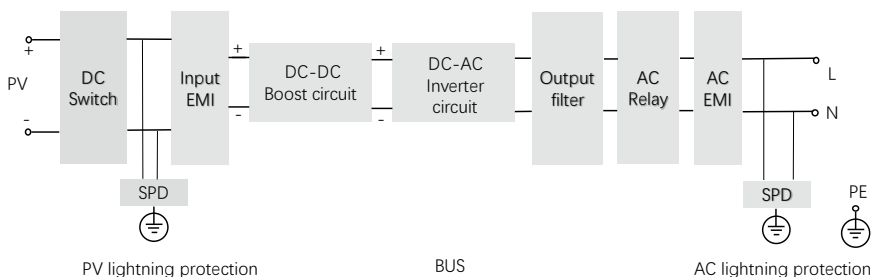 +
PV
-
DC
Switch
Input
EMI
+
-
DC-DC
Boost circuit
+
-
DC-AC
Inverter
circuit
Output
filter
AC
Relay
AC
EMI
L
N
SPD
SPD
PE
PV lightning protection
BUS
AC lightning protection